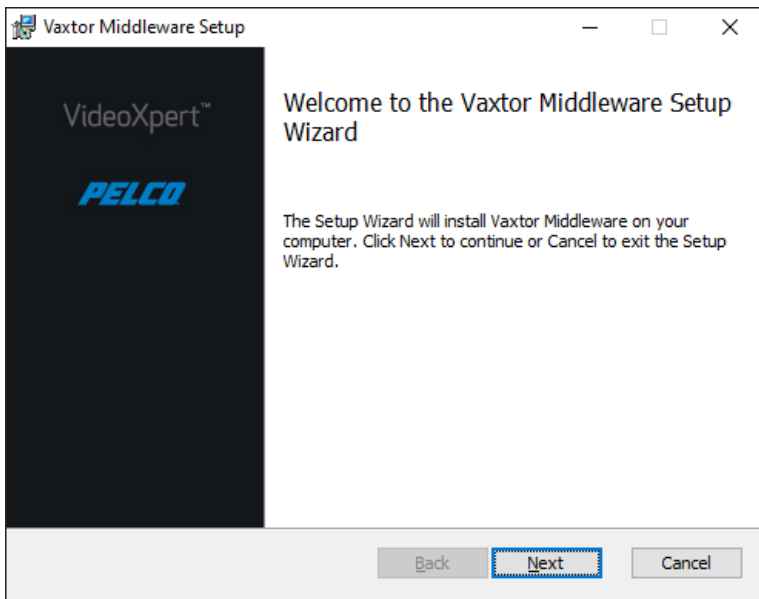 Vaxtor Middleware Setup
VideoXpert™
PELCO
Welcome to the Vaxtor Middleware Setup
Wizard
The Setup Wizard will install Vaxtor Middleware on your
computer. Click Next to continue or Cancel to exit the Setup
Wizard.
Back
Next
Cancel